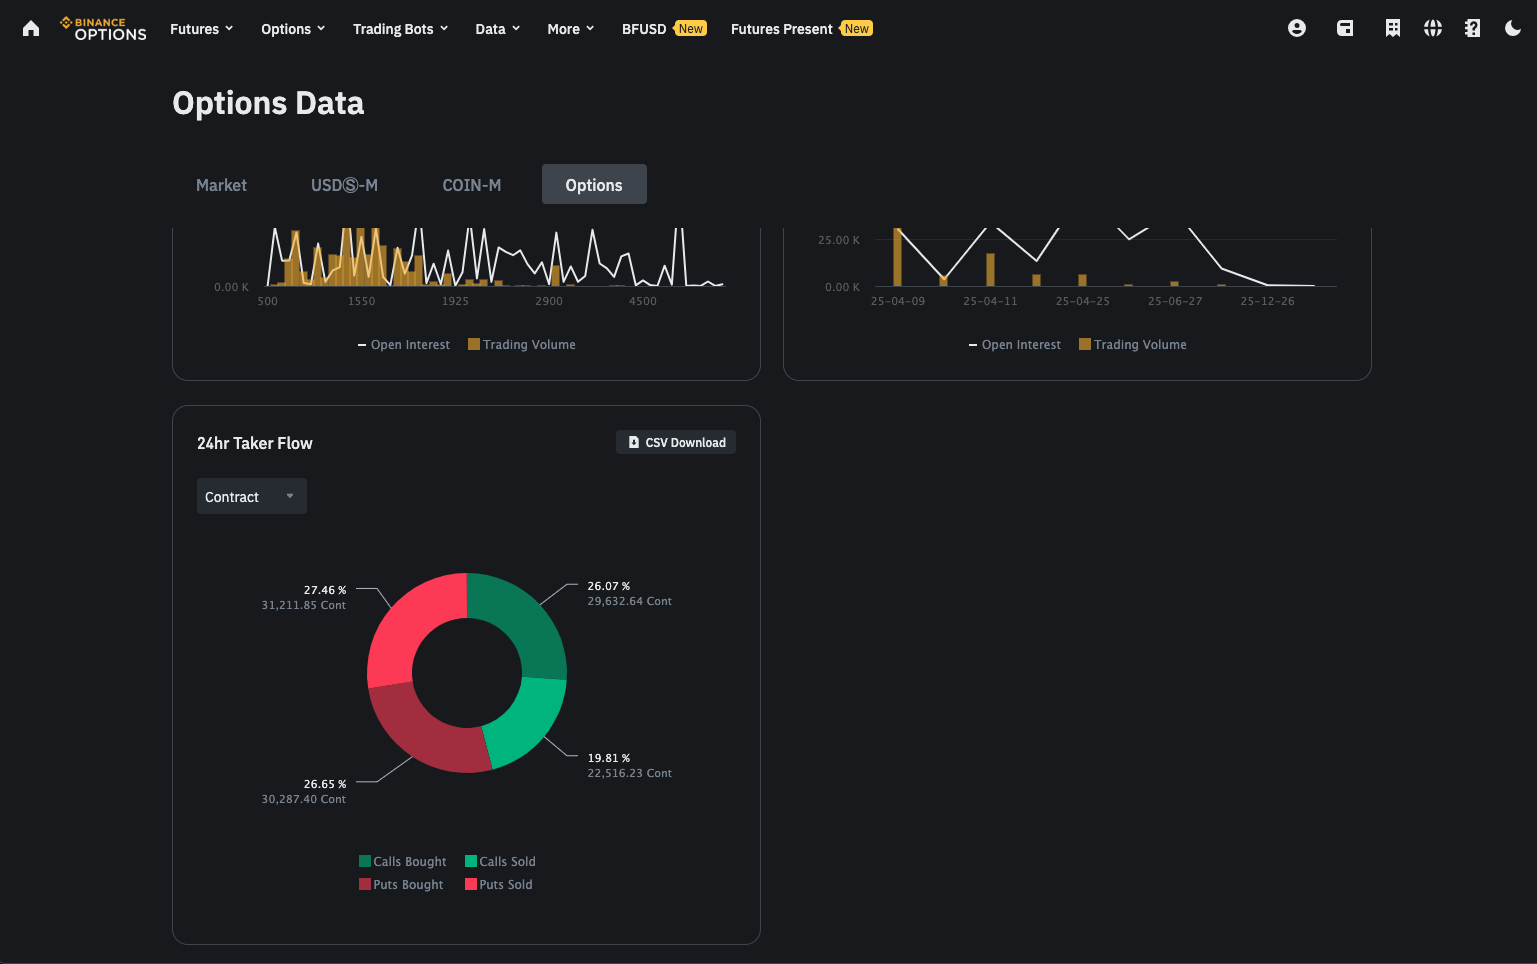 BINANCE
OPTIONS
Futures
Options
Trading Bots
Data
More
BFUSD New
Futures Present New
Options Data
Market
USDⓈ-M
COIN-M
Options
0.00 K
500 1550 1925 2900 4500
Open Interest Trading Volume
25.00 K
0.00 K
25-04-09 25-04-11 25-04-25 25-06-27 25-12-26
Open Interest Trading Volume
24hr Taker Flow
CSV Download
Contract
27.46 %
31,211.85 Cont
26.07 %
29,632.64 Cont
19.81 %
22,516.23 Cont
26.65 %
30,287.40 Cont
Calls Bought Calls Sold
Puts Bought Puts Sold